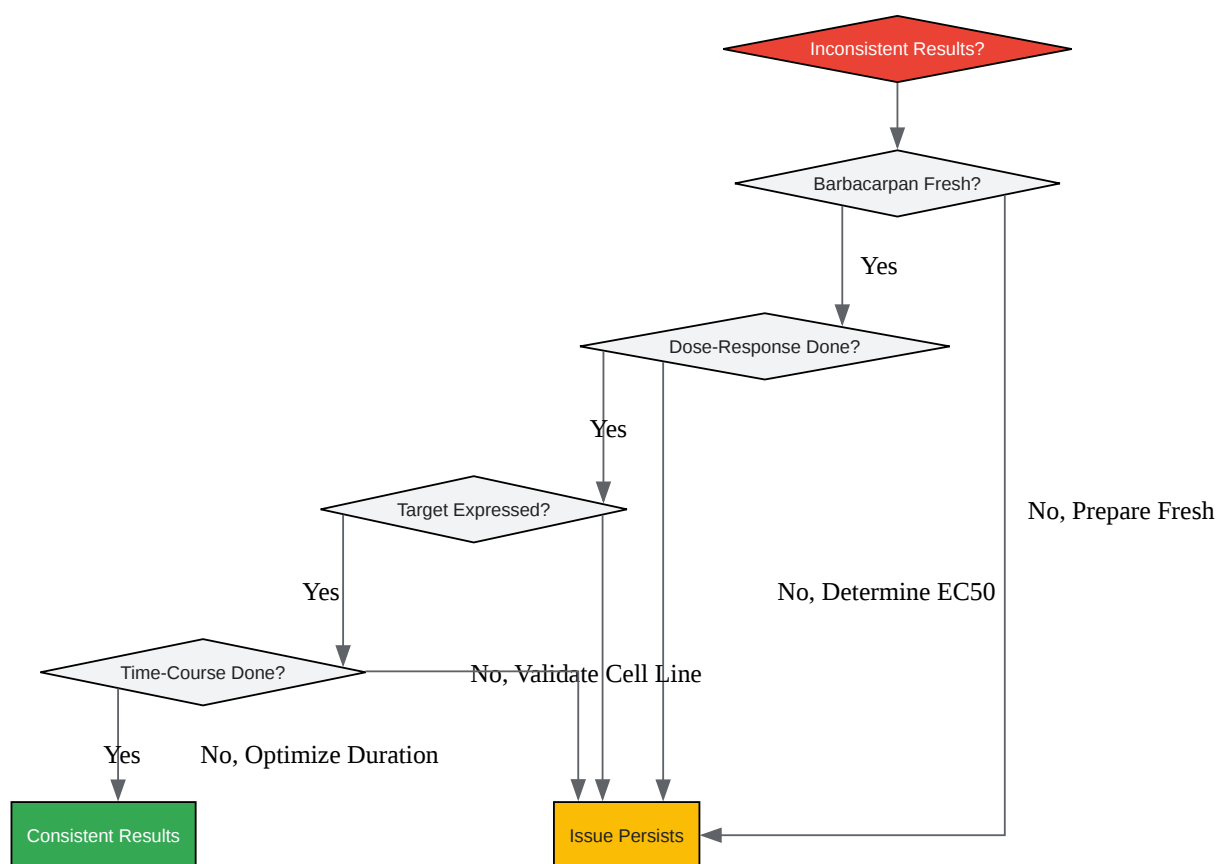 Inconsistent Results?
Barbacarpan Fresh?
Yes
Dose-Response Done?
Yes
Target Expressed?
No, Prepare Fresh
Yes
No, Determine EC50
Time-Course Done?
No, Validate Cell Line
Yes
No, Optimize Duration
Consistent Results
Issue Persists